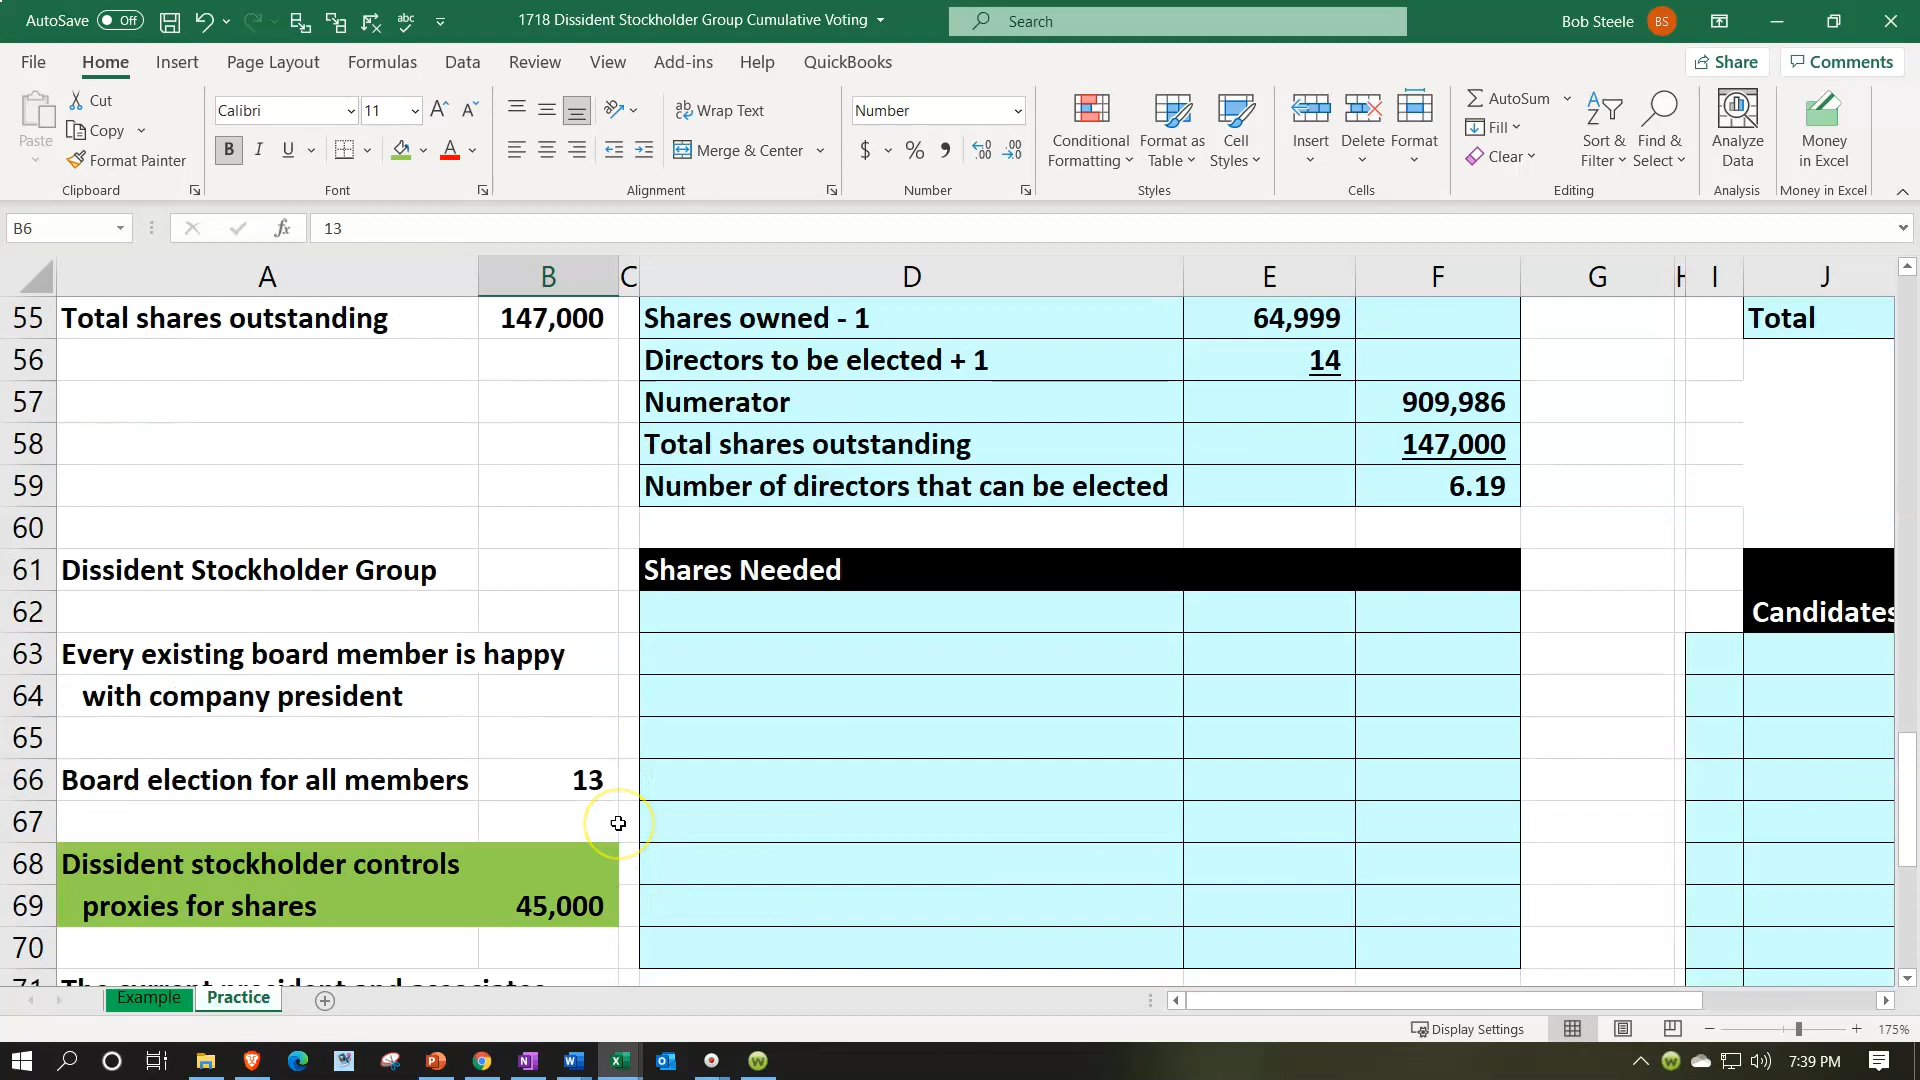 AutoSave Off
1718 Dissident Stockholder Group Cumulative Voting
Search
Bob Steele
BS
File Home Insert Page Layout Formulas Data Review View Add-ins Help QuickBooks
Share
Comments
Paste
Cut
Copy
Format Painter
Clipboard
Calibri
11
B I U
Font
Wrap Text
Merge & Center
Alignment
Number
$ % 9
Number
Conditional Formatting
Format as Table
Cell Styles
Styles
Insert
Delete
Format
Cells
AutoSum
Fill
Clear
Sort & Filter
Find & Select
Editing
Analyze Data
Analysis
Money in Excel
Money in Excel
B6
fx
13
A B C D E F G H I J
55 Total shares outstanding 147,000 Shares owned - 1 64,999 Total
56 Directors to be elected + 1 14
57 Numerator 909,986
58 Total shares outstanding 147,000
59 Number of directors that can be elected 6.19
60
61 Dissident Stockholder Group Shares Needed
62 Candidates
63 Every existing board member is happy
64 with company president
65
66 Board election for all members 13
67
68 Dissident stockholder controls
69 proxies for shares 45,000
70
71 The current president and associates
Example Practice
Display Settings
175%
7:39 PM